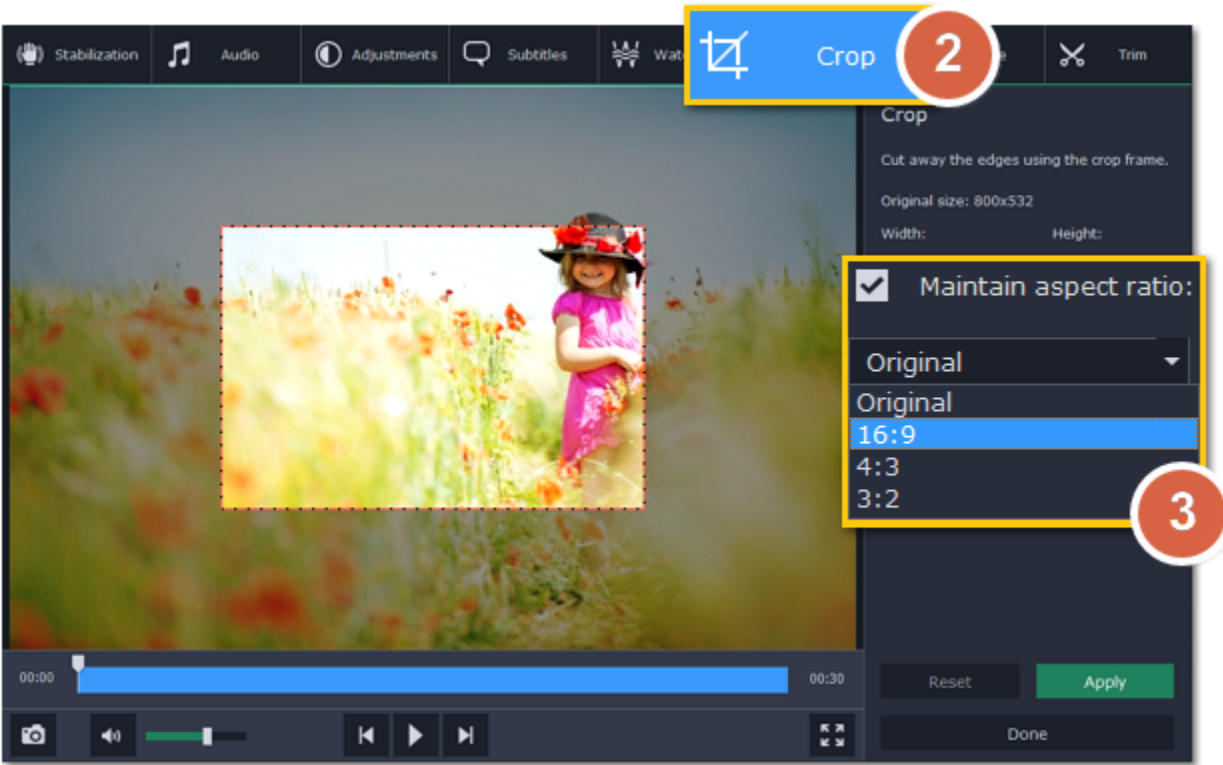 Stabilization
Audio
Adjustments
Subtitles
Crop
2
Trim
Crop
Cut away the edges using the crop frame.
Original size: 800x532
Width: Height:
Maintain aspect ratio:
Original
Original
16:9
4:3
3:2
3
00:00
00:30
Reset
Apply
Done